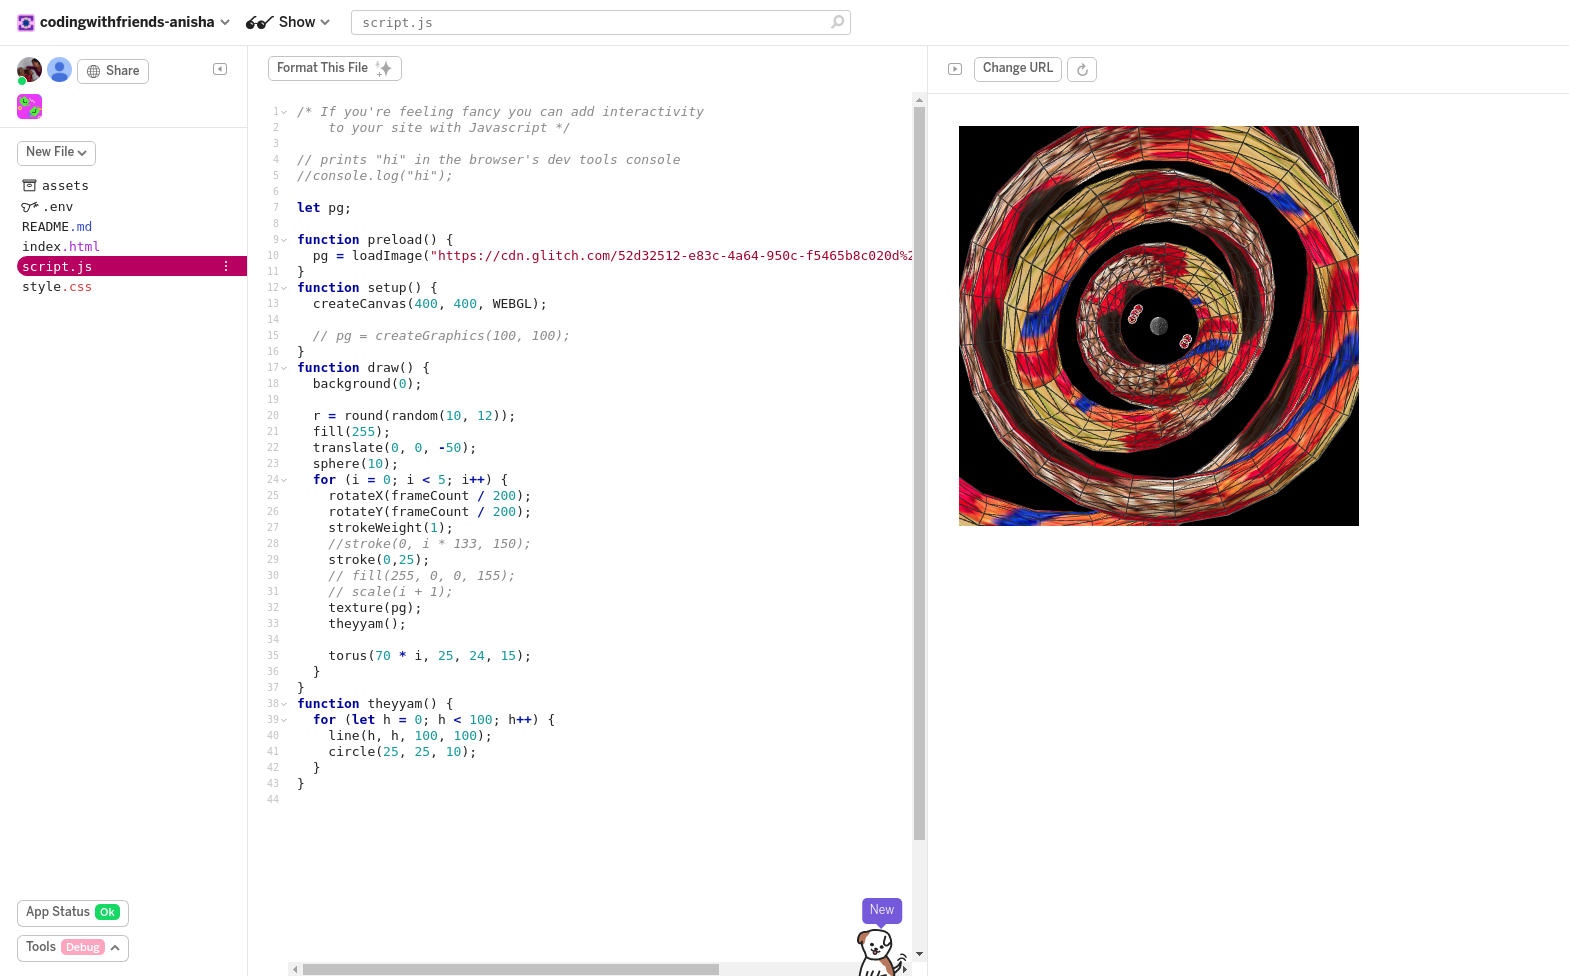 codingwithfriends-anisha
Show
script.js
Share
Format This File
Change URL
New File
assets
.env
README.md
index.html
script.js
style.css
1 /* If you're feeling fancy you can add interactivity
2 to your site with Javascript */
3
4 // prints "hi" in the browser's dev tools console
5 //console.log("hi");
6
7 let pg;
8
9 function preload() {
10 pg = loadImage("https://cdn.glitch.com/52d32512-e83c-4a64-950c-f5465b8c020d%2
11 }
12 function setup() {
13 createCanvas(400, 400, WEBGL);
14
15 // pg = createGraphics(100, 100);
16 }
17 function draw() {
18 background(0);
19
20 r = round(random(10, 12));
21 fill(255);
22 translate(0, 0, -50);
23 sphere(10);
24 for (i = 0; i < 5; i++) {
25 rotateX(frameCount / 200);
26 rotateY(frameCount / 200);
27 strokeWeight(1);
28 //stroke(0, i * 133, 150);
29 stroke(0,25);
30 // fill(255, 0, 0, 155);
31 // scale(i + 1);
32 texture(pg);
33 theyyam();
34
35 torus(70 * i, 25, 24, 15);
36 }
37 }
38 function theyyam() {
39 for (let h = 0; h < 100; h++) {
40 line(h, h, 100, 100);
41 circle(25, 25, 10);
42 }
43 }
44
App Status Ok
Tools Debug
New